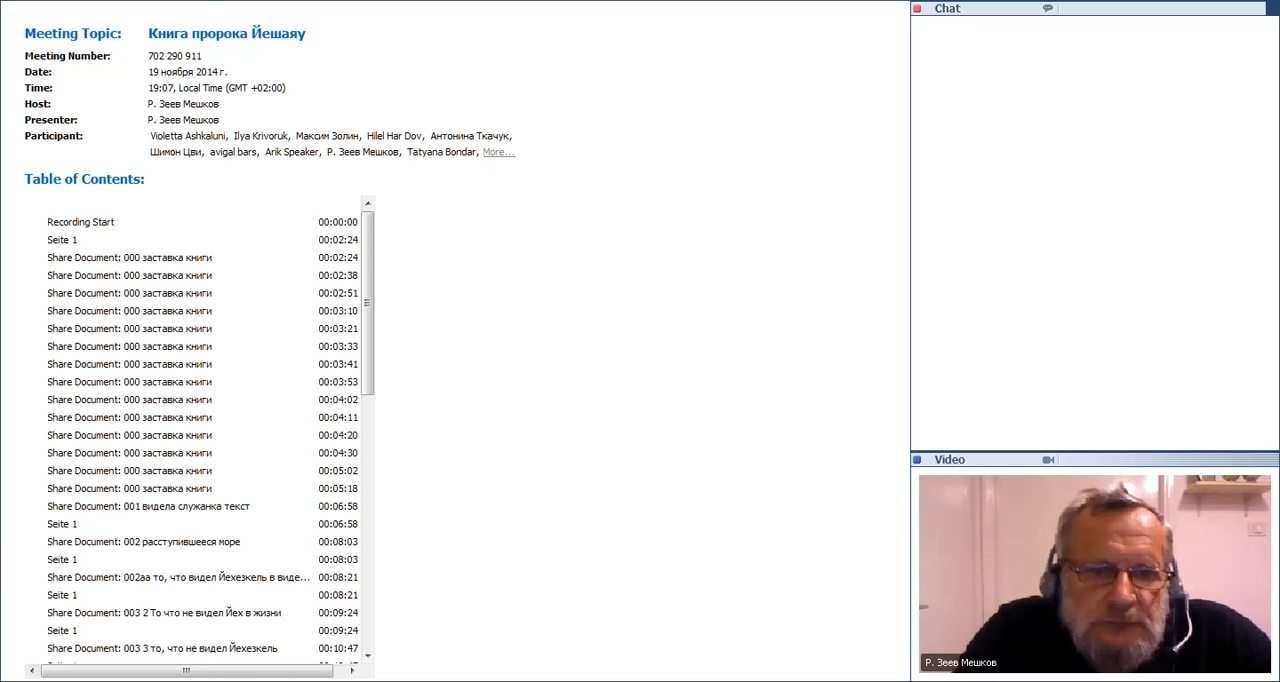 Meeting Topic: Книга пророка Йешаяу
Meeting Number: 702 290 911
Date: 19 ноября 2014 г.
Time: 19:07, Local Time (GMT +02:00)
Host: Р. Зеев Мешков
Presenter: Р. Зеев Мешков
Participant: Violetta Ashkaluni, Ilya Krivoruk, Максим Золин, Hilel Har Dov, Антонина Ткачук,
Шимон Цви, avigal bars, Arik Speaker, Р. Зеев Мешков, Tatyana Bondar, More...
Table of Contents:
Recording Start 00:00:00
Seite 1 00:02:24
Share Document: 000 заставка книги 00:02:24
Share Document: 000 заставка книги 00:02:38
Share Document: 000 заставка книги 00:02:51
Share Document: 000 заставка книги 00:03:10
Share Document: 000 заставка книги 00:03:21
Share Document: 000 заставка книги 00:03:33
Share Document: 000 заставка книги 00:03:41
Share Document: 000 заставка книги 00:03:53
Share Document: 000 заставка книги 00:04:02
Share Document: 000 заставка книги 00:04:11
Share Document: 000 заставка книги 00:04:20
Share Document: 000 заставка книги 00:04:30
Share Document: 000 заставка книги 00:05:02
Share Document: 000 заставка книги 00:05:18
Share Document: 001 видела служанка текст 00:06:58
Seite 1 00:06:58
Share Document: 002 расступившееся море 00:08:03
Seite 1 00:08:03
Share Document: 002аа то, что видел Йехезкель в виде... 00:08:21
Seite 1 00:08:21
Share Document: 003 2 То что не видел Йех в жизни 00:09:24
Seite 1 00:09:24
Share Document: 003 3 то, что не видел Йехезкель 00:10:47
Chat
Video
Р. Зеев Мешков